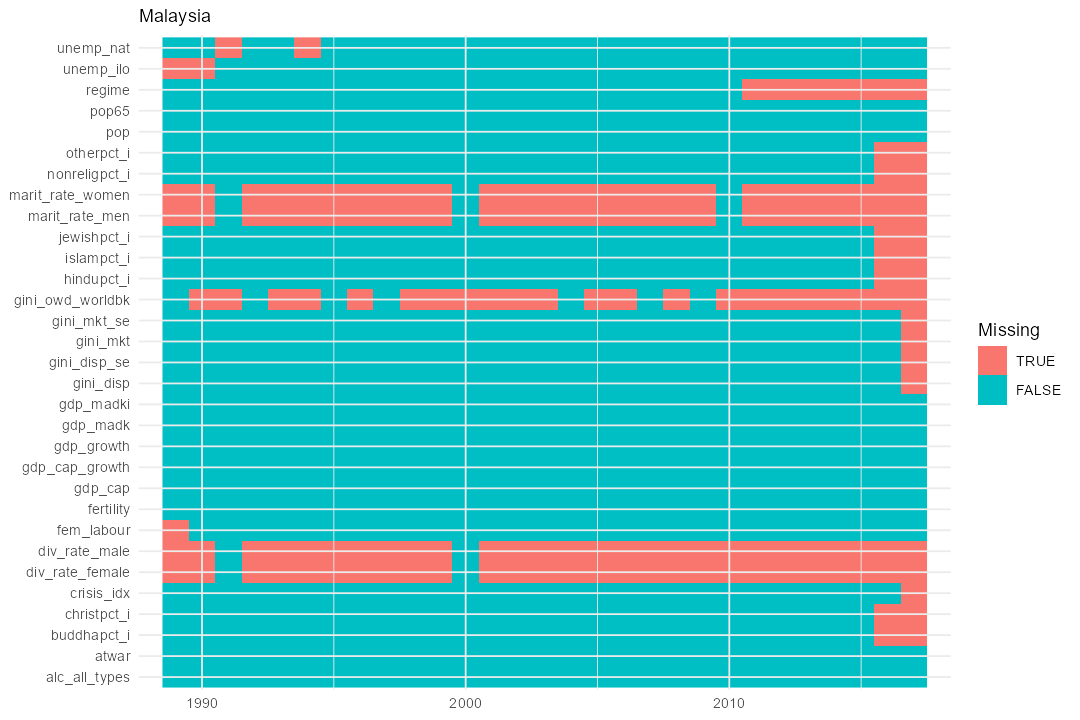 Malaysia
unemp_nat
unemp_ilo
regime
pop65
pop
otherpct_i
nonreligpct_i
marit_rate_women
marit_rate_men
jewishpct_i
islampct_i
hindupct_i
gini_owd_worldbk
gini_mkt_se
gini_mkt
gini_disp_se
gini_disp
gdp_madki
gdp_madk
gdp_growth
gdp_cap_growth
gdp_cap
fertility
fem_labour
div_rate_male
div_rate_female
crisis_idx
christpct_i
buddhapct_i
atwar
alc_all_types
1990 2000 2010
Missing
TRUE
FALSE